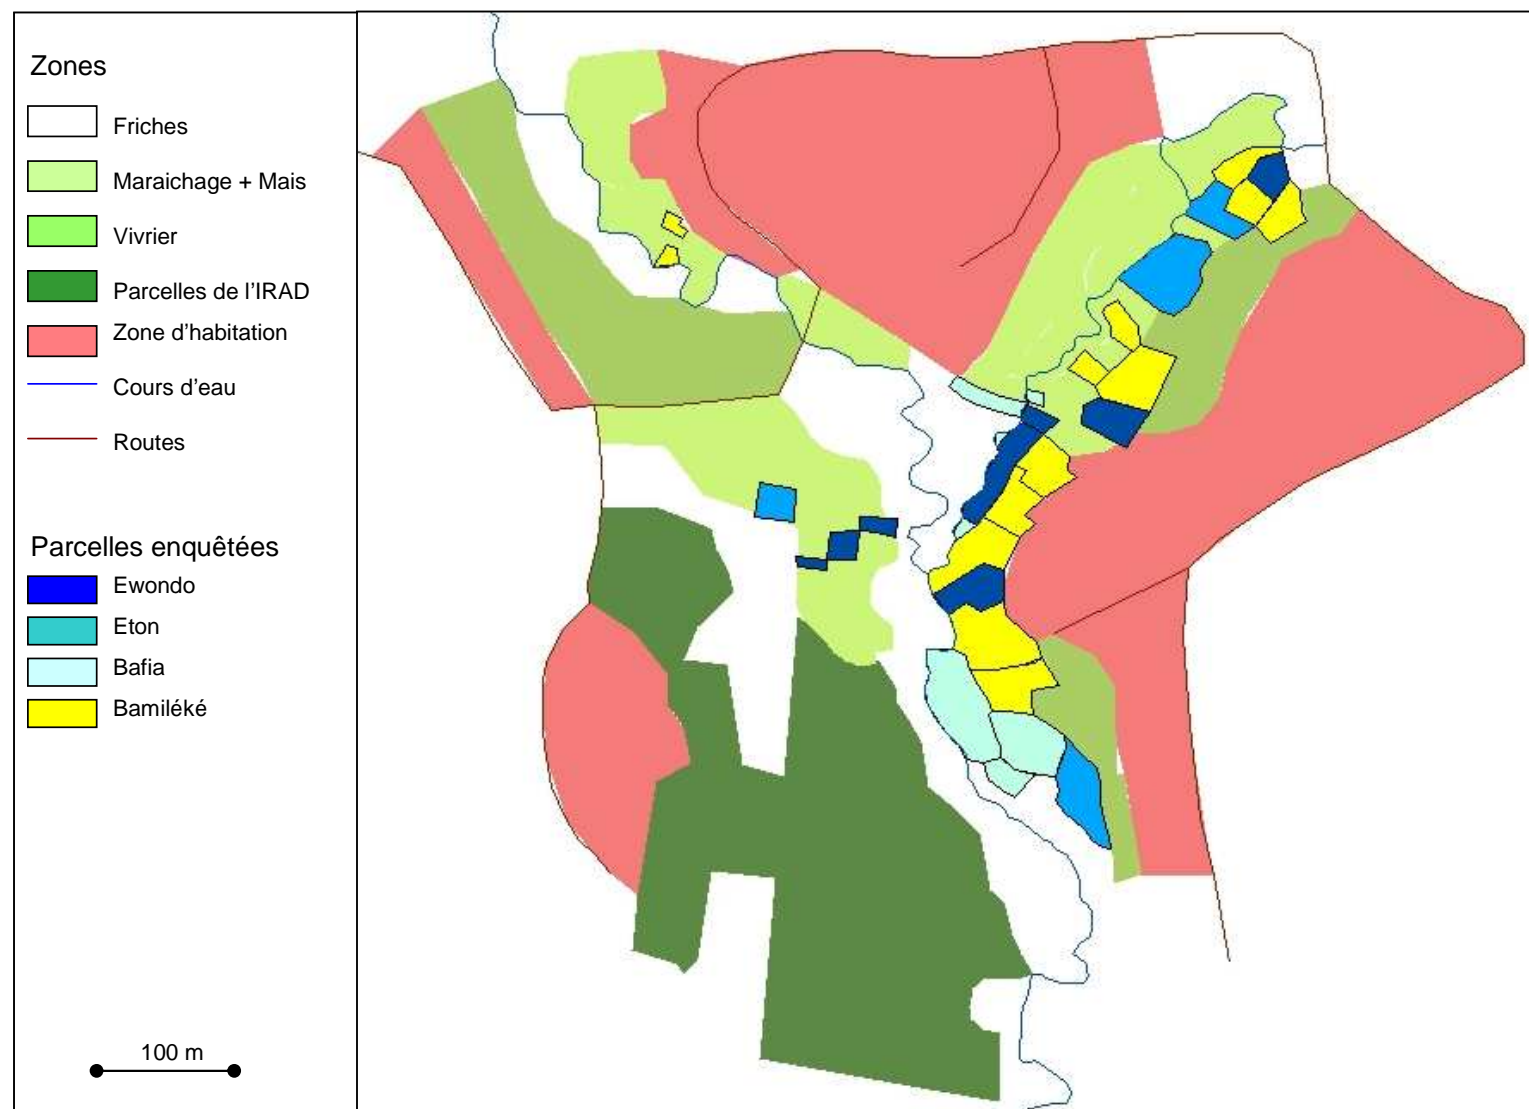 Zones
Friches
Maraichage + Mais
Vivrier
Parcelles de l'IRAD
Zone d'habitation
Cours d'eau
Routes
Parcelles enquêtées
Ewondo
Eton
Bafia
Bamiléké
100 m